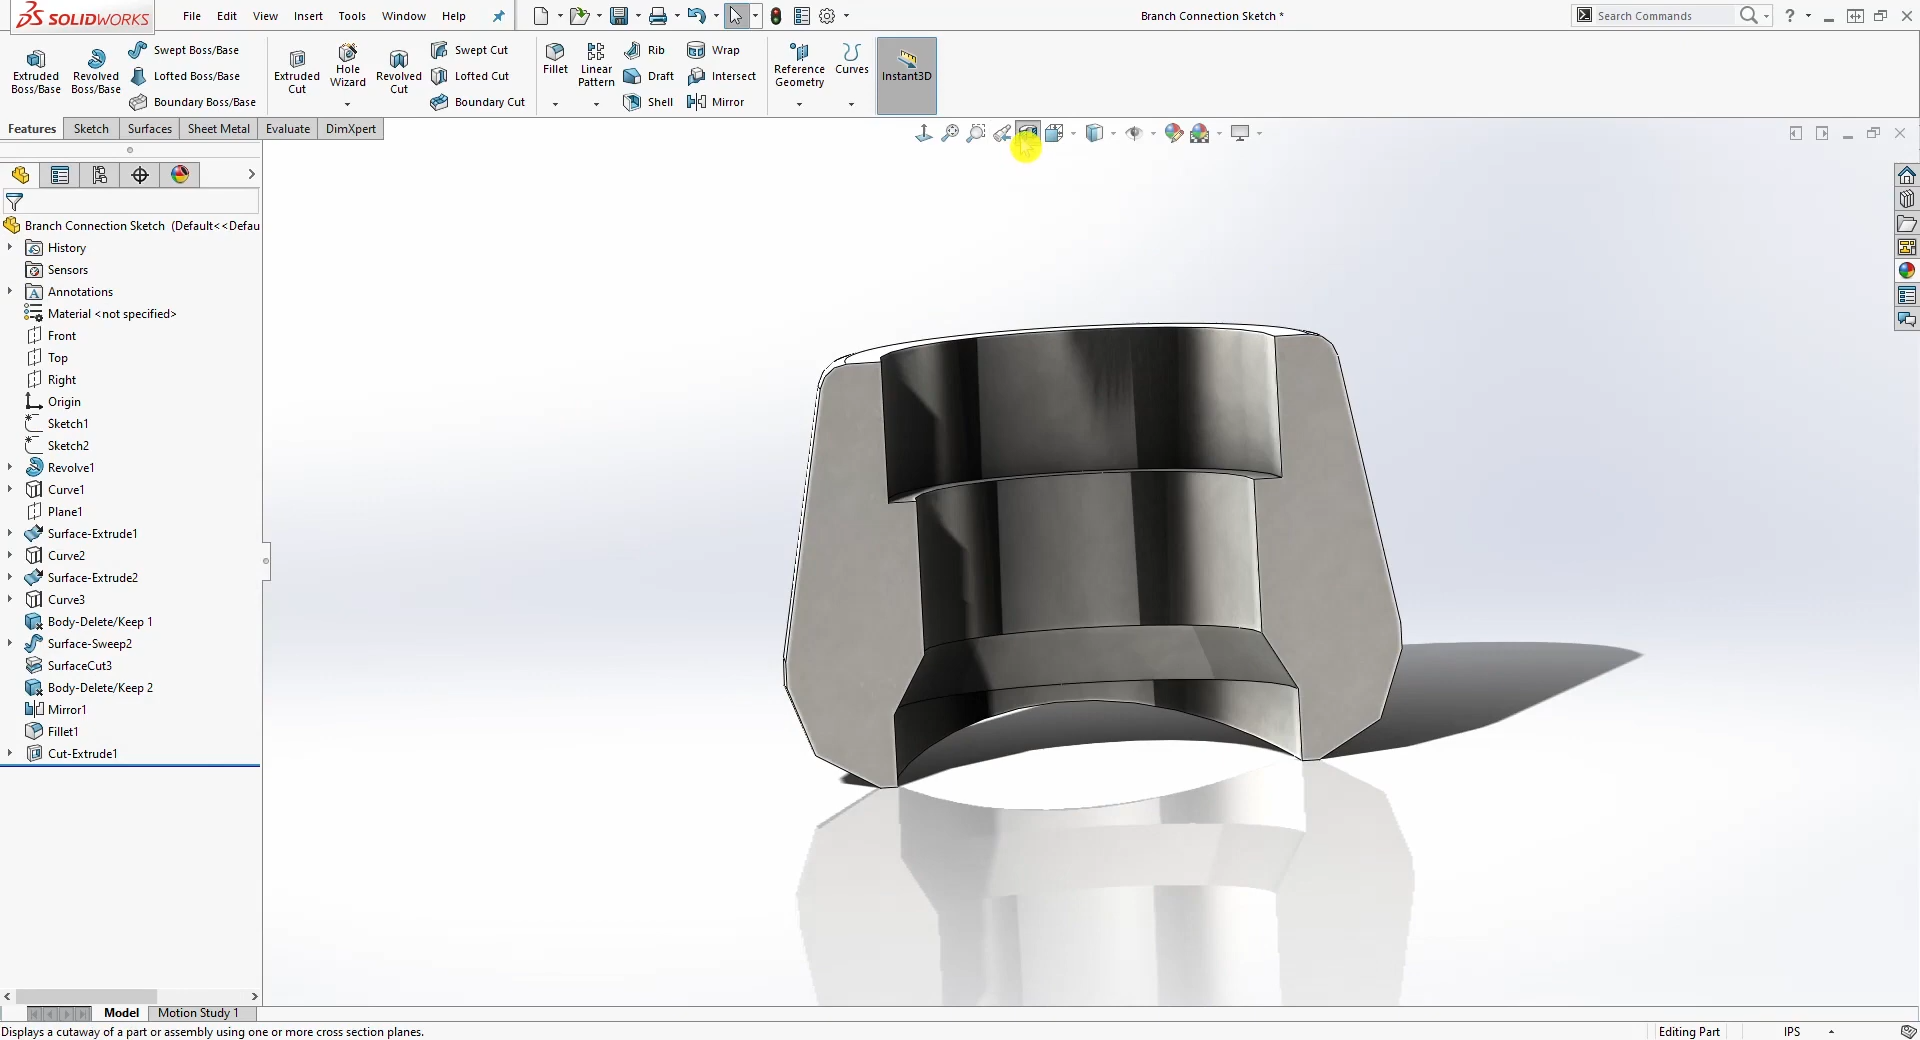 SOLIDWORKS File Edit View Insert Tools Window Help Branch Connection Sketch * Search Commands ?
Extruded Boss/Base
Revolved Boss/Base
Swept Boss/Base
Lofted Boss/Base
Boundary Boss/Base
Extruded Cut
Hole Wizard
Revolved Cut
Swept Cut
Lofted Cut
Boundary Cut
Fillet
Linear Pattern
Rib
Draft
Shell
Wrap
Intersect
Mirror
Reference Geometry
Curves
Instant3D
Features Sketch Surfaces Sheet Metal Evaluate DimXpert
Branch Connection Sketch (Default<<Defau
History
Sensors
Annotations
Material <not specified>
Front
Top
Right
Origin
Sketch1
Sketch2
Revolve1
Curve1
Plane1
Surface-Extrude1
Curve2
Surface-Extrude2
Curve3
Body-Delete/Keep 1
Surface-Sweep2
SurfaceCut3
Body-Delete/Keep 2
Mirror1
Fillet1
Cut-Extrude1
Model Motion Study 1
Displays a cutaway of a part or assembly using one or more cross section planes. Editing Part IPS